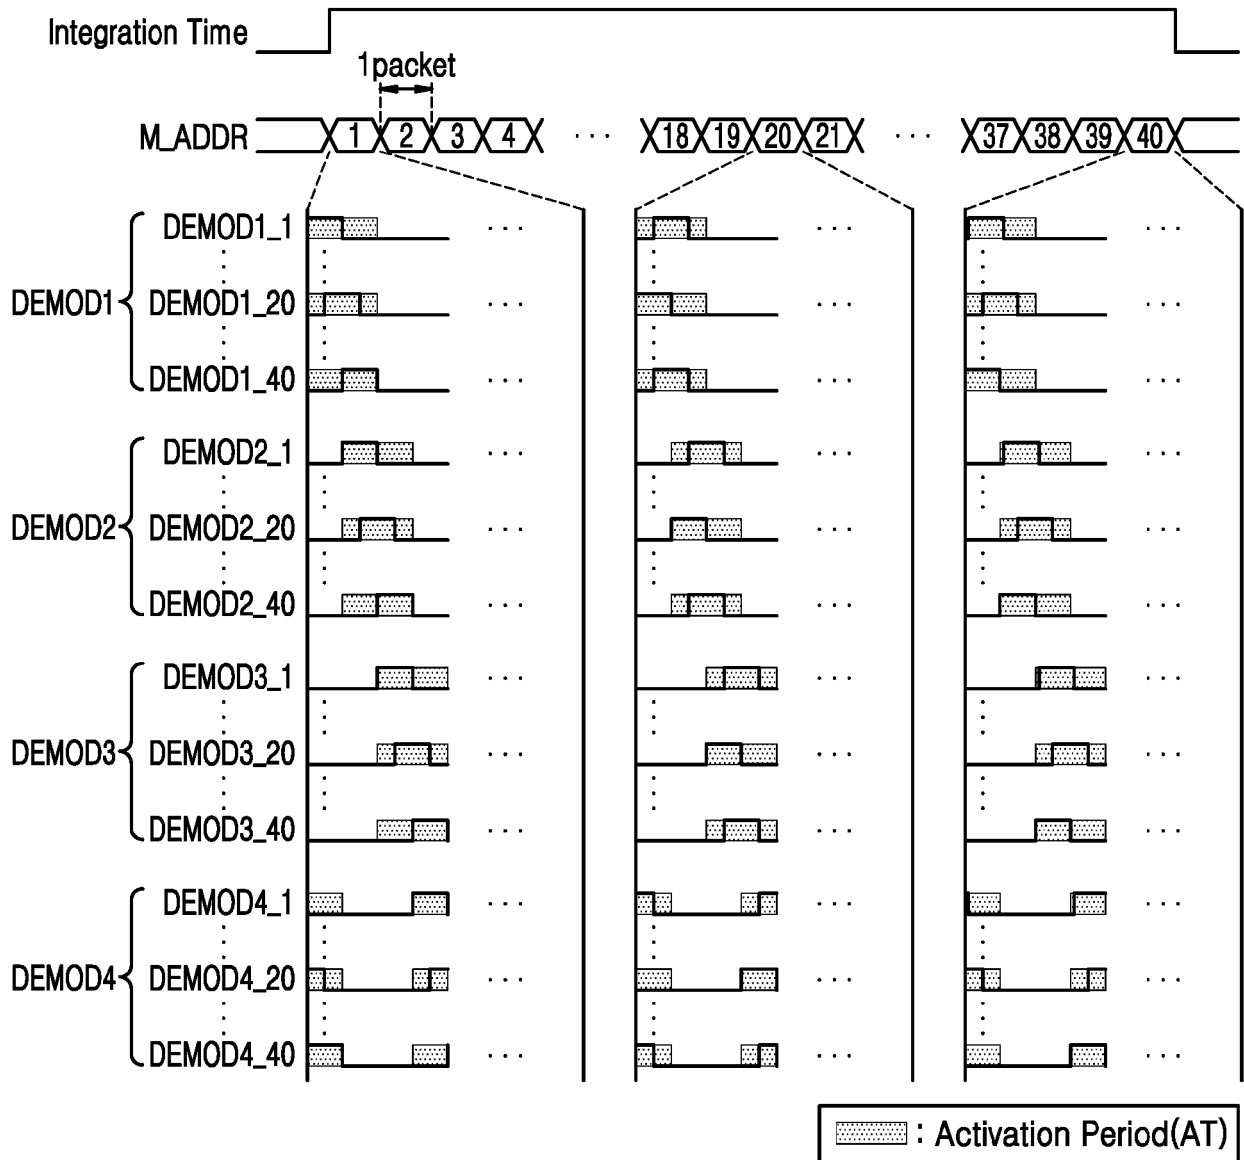 Integration Time
1packet
M_ADDR 1 2 3 4 ··· 18 19 20 21 ··· 37 38 39 40
DEMOD1_1 ··· ··· ···
DEMOD1 DEMOD1_20 ··· ··· ···
DEMOD1_40 ··· ··· ···
DEMOD2_1 ··· ··· ···
DEMOD2 DEMOD2_20 ··· ··· ···
DEMOD2_40 ··· ··· ···
DEMOD3_1 ··· ··· ···
DEMOD3 DEMOD3_20 ··· ··· ···
DEMOD3_40 ··· ··· ···
DEMOD4_1 ··· ··· ···
DEMOD4 DEMOD4_20 ··· ··· ···
DEMOD4_40 ··· ··· ···
: Activation Period(AT)